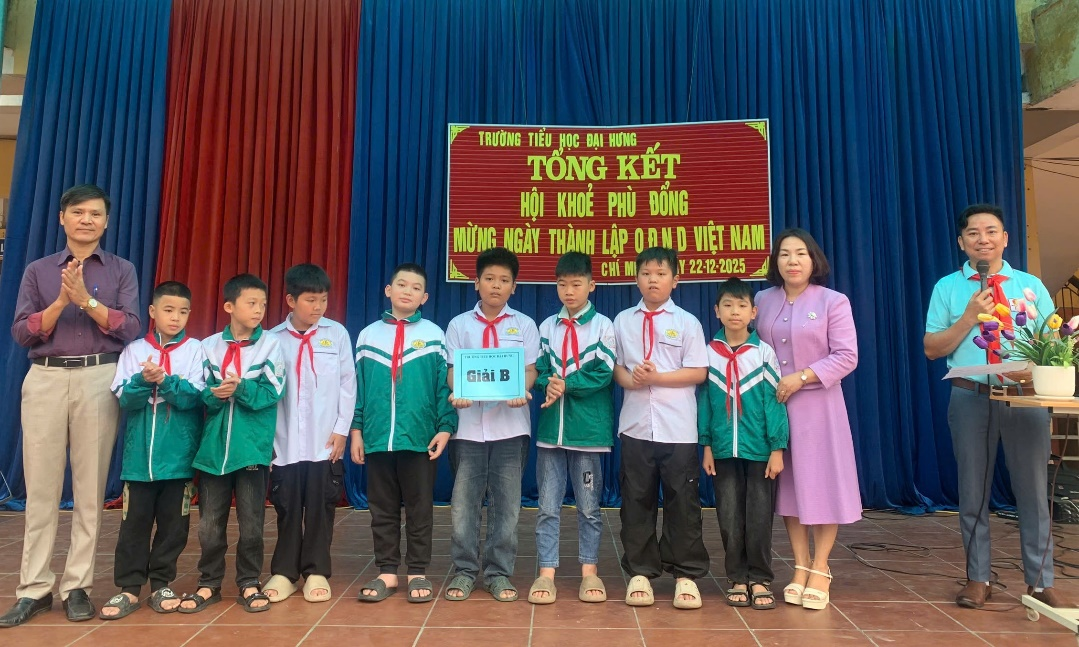 TRƯỜNG TIỂU HỌC ĐẠI HƯNG
TỔNG KẾT
HỘI KHOẺ PHÙ ĐỔNG
MỪNG NGÀY THÀNH LẬP Q Đ N D VIỆT NAM
CHÍ Y 22-12-2025
Giải B